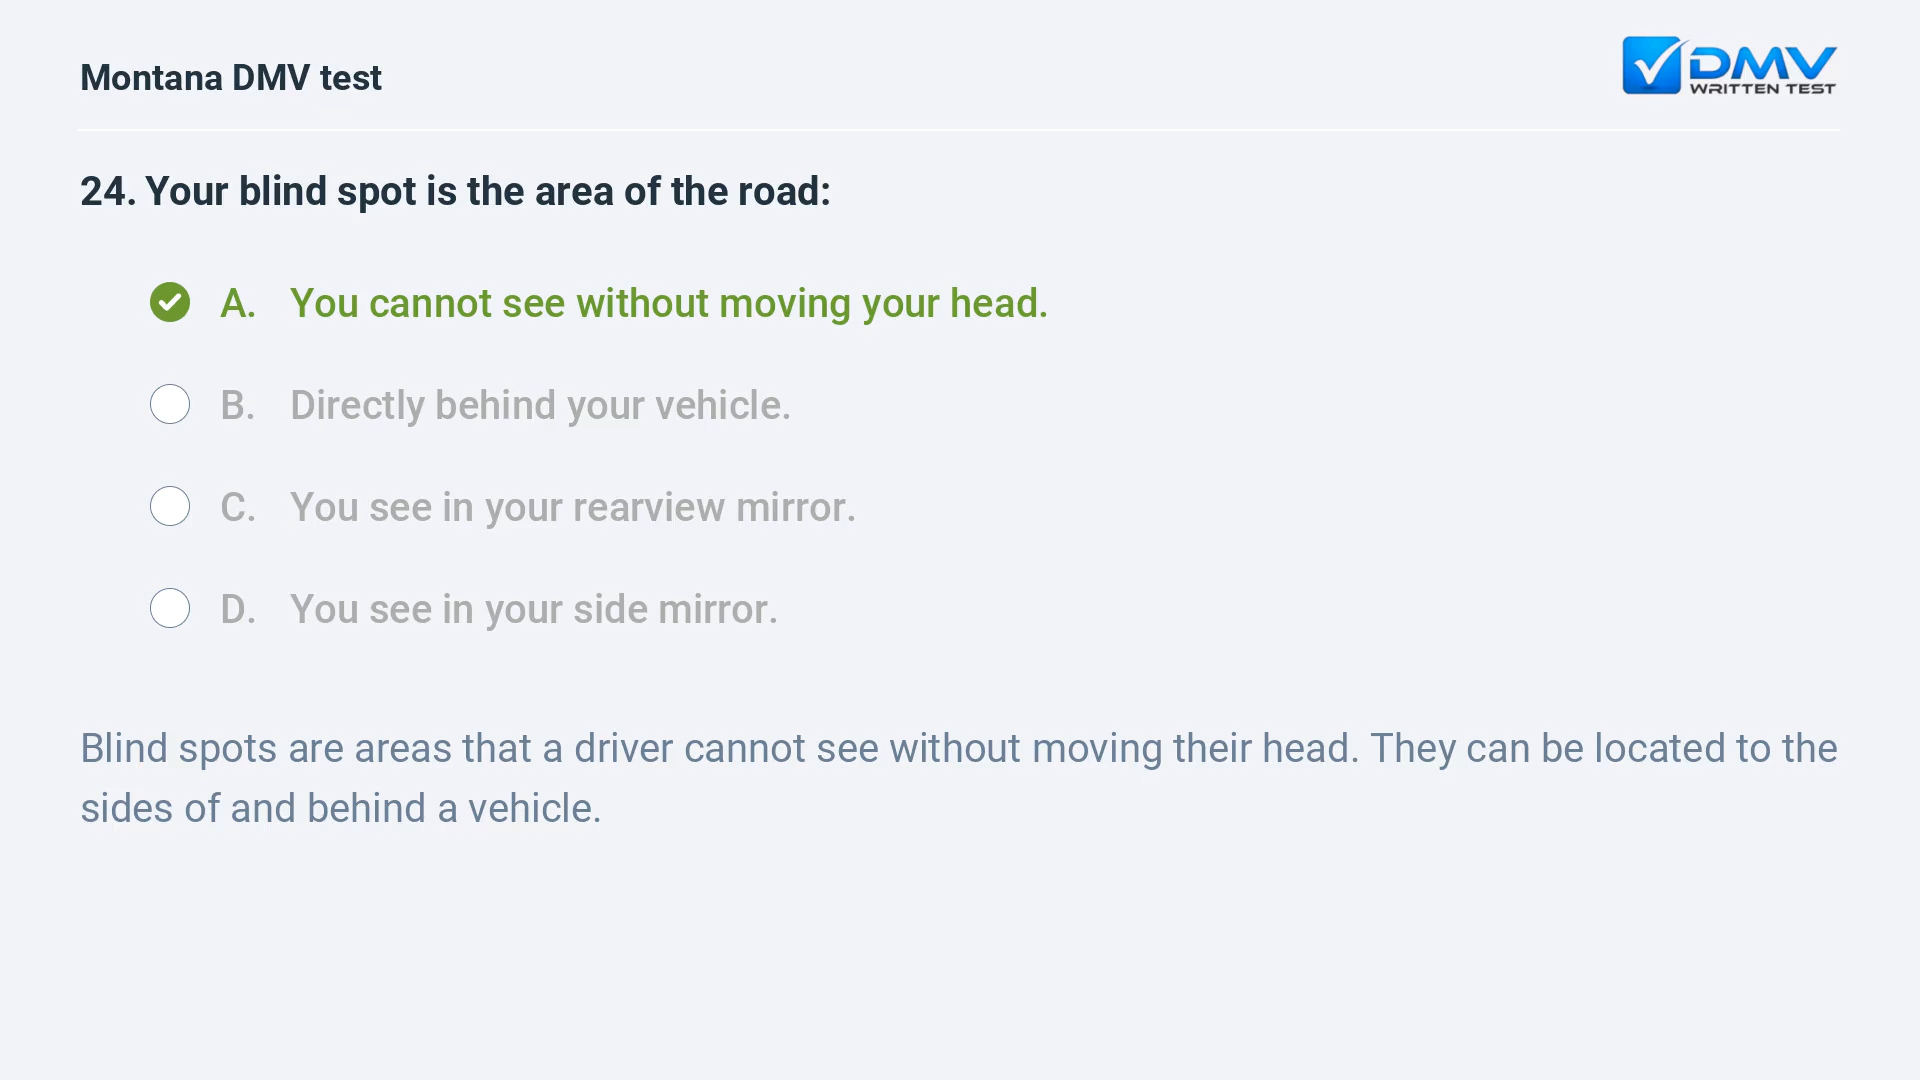 Montana DMV test
DMV
WRITTEN TEST
24. Your blind spot is the area of the road:
A. You cannot see without moving your head.
B. Directly behind your vehicle.
C. You see in your rearview mirror.
D. You see in your side mirror.
Blind spots are areas that a driver cannot see without moving their head. They can be located to the
sides of and behind a vehicle.